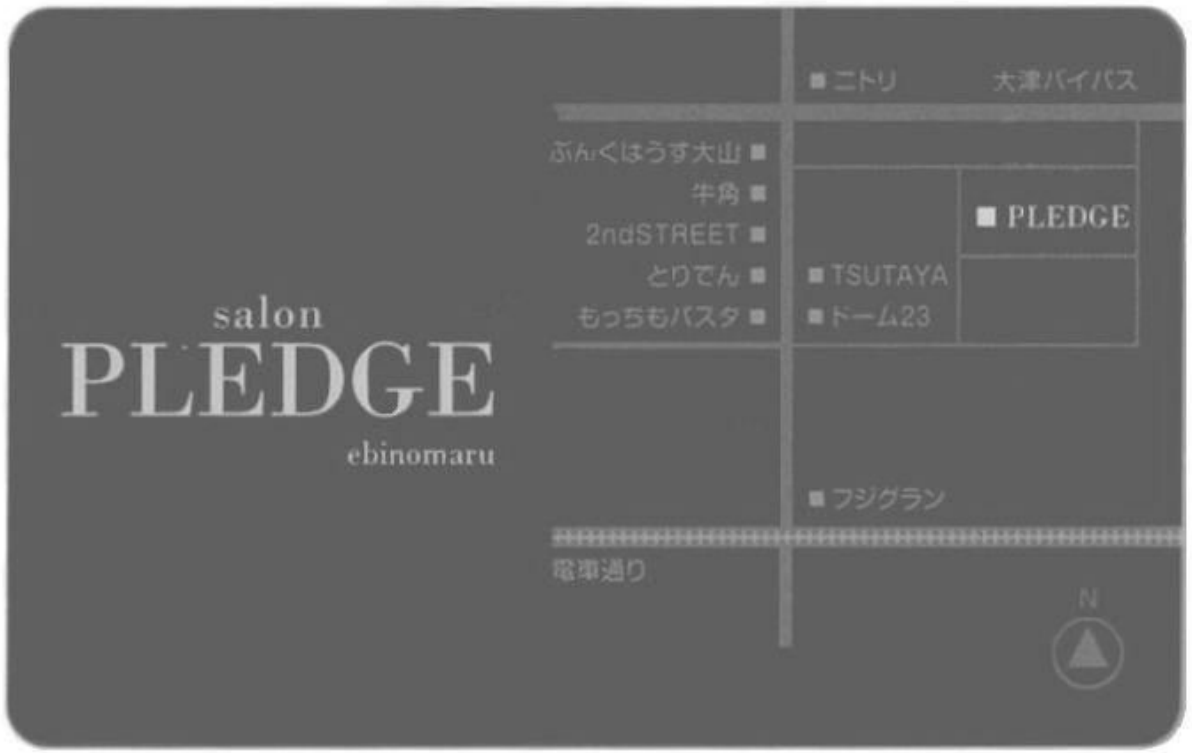 salon
PLEDGE
ebinomaru
■ ニトリ
大津バイパス
ぶんぐはうす大山 ■
牛角 ■
2ndSTREET ■
とりでん ■
もっちもパスタ ■
■ PLEDGE
■ TSUTAYA
■ ドーム23
■ フジグラン
電車通り
N